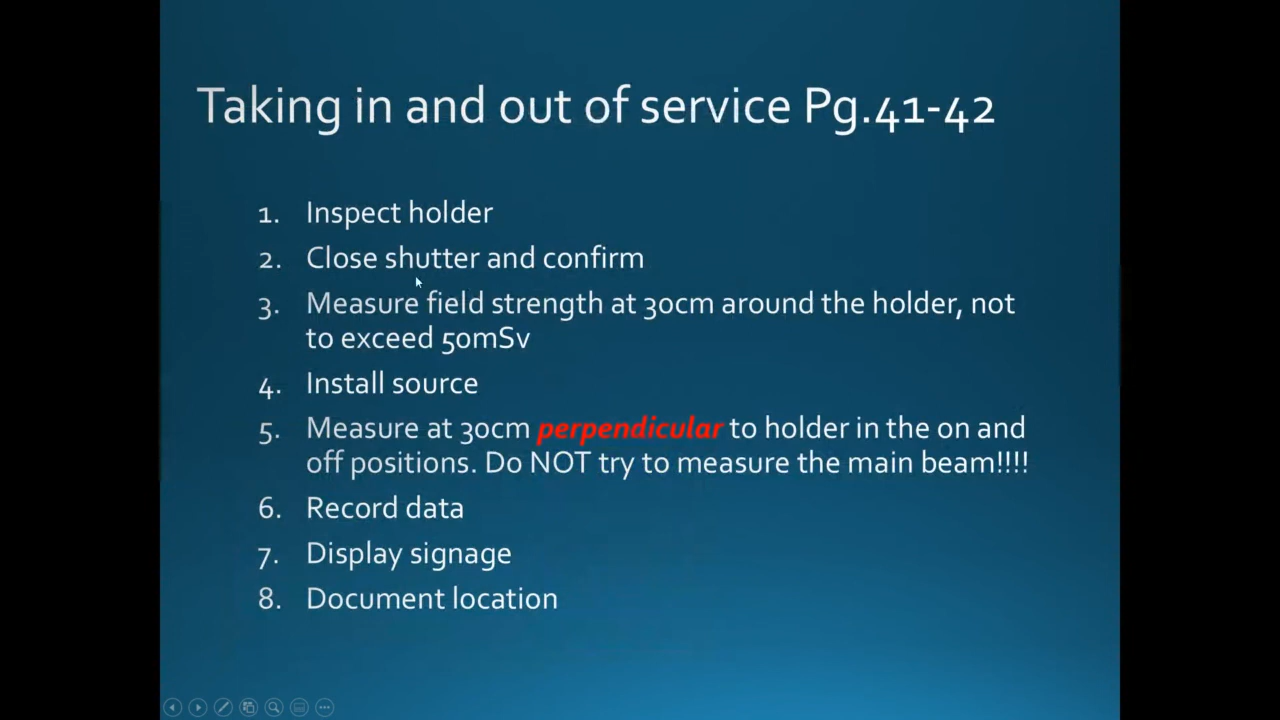 Taking in and out of service Pg.41-42
1. Inspect holder
2. Close shutter and confirm
3. Measure field strength at 30cm around the holder, not
to exceed 50mSv
4. Install source
5. Measure at 30cm perpendicular to holder in the on and
off positions. Do NOT try to measure the main beam!!!!
6. Record data
7. Display signage
8. Document location